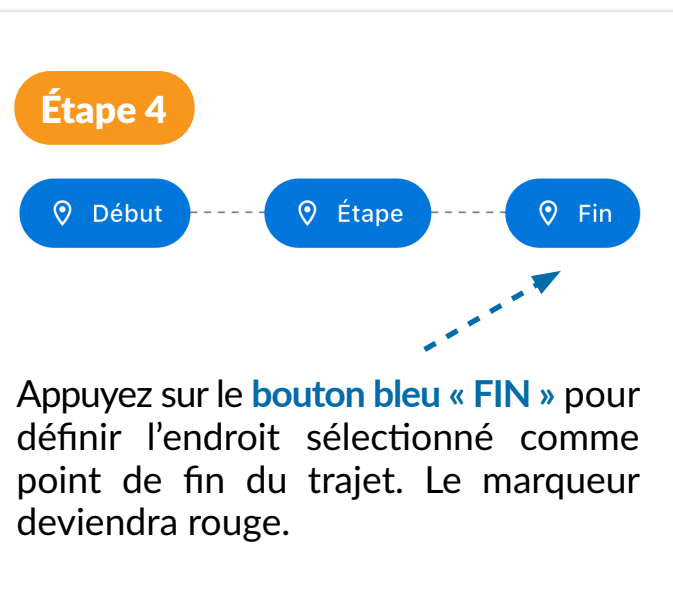 Étape 4
Début Étape Fin
Appuyez sur le bouton bleu « FIN » pour
définir l’endroit sélectionné comme
point de fin du trajet. Le marqueur
deviendra rouge.